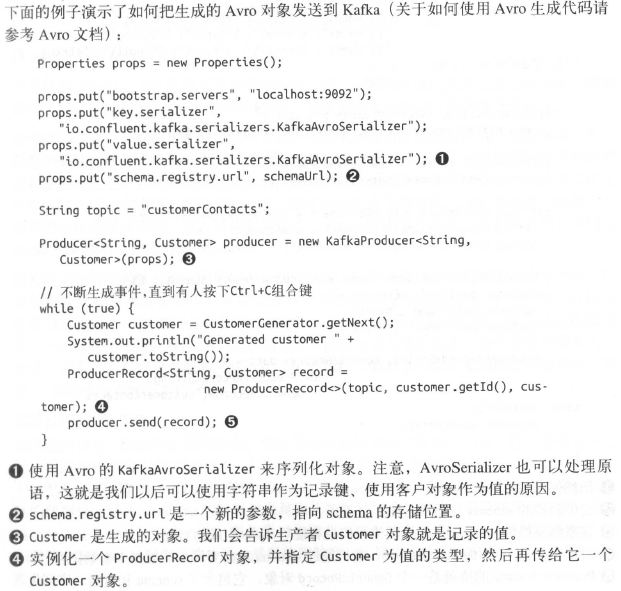 下面的例子演示了如何把生成的 Avro 对象发送到 Kafka（关于如何使用 Avro 生成代码请
参考 Avro 文档）：
Properties props = new Properties();
props.put("bootstrap.servers", "localhost:9092");
props.put("key.serializer",
"io.confluent.kafka.serializers.KafkaAvroSerializer");
props.put("value.serializer",
"io.confluent.kafka.serializers.KafkaAvroSerializer"); ❶
props.put("schema.registry.url", schemaUrl); ❷
String topic = "customerContacts";
Producer<String, Customer> producer = new KafkaProducer<String,
Customer>(props); ❸
// 不断生成事件,直到有人按下Ctrl+C组合键
while (true) {
Customer customer = CustomerGenerator.getNext();
System.out.println("Generated customer " +
customer.toString());
ProducerRecord<String, Customer> record =
new ProducerRecord<>(topic, customer.getId(), cus-
tomer); ❹
producer.send(record); ❺
}
❶ 使用 Avro 的 KafkaAvroSerializer 来序列化对象。注意，AvroSerializer 也可以处理原
语，这就是我们以后可以使用字符串作为记录键、使用客户对象作为值的原因。
❷ schema.registry.url 是一个新的参数，指向 schema 的存储位置。
❸ Customer 是生成的对象。我们会告诉生产者 Customer 对象就是记录的值。
❹ 实例化一个 ProducerRecord 对象，并指定 Customer 为值的类型，然后再传给它一个
Customer 对象。